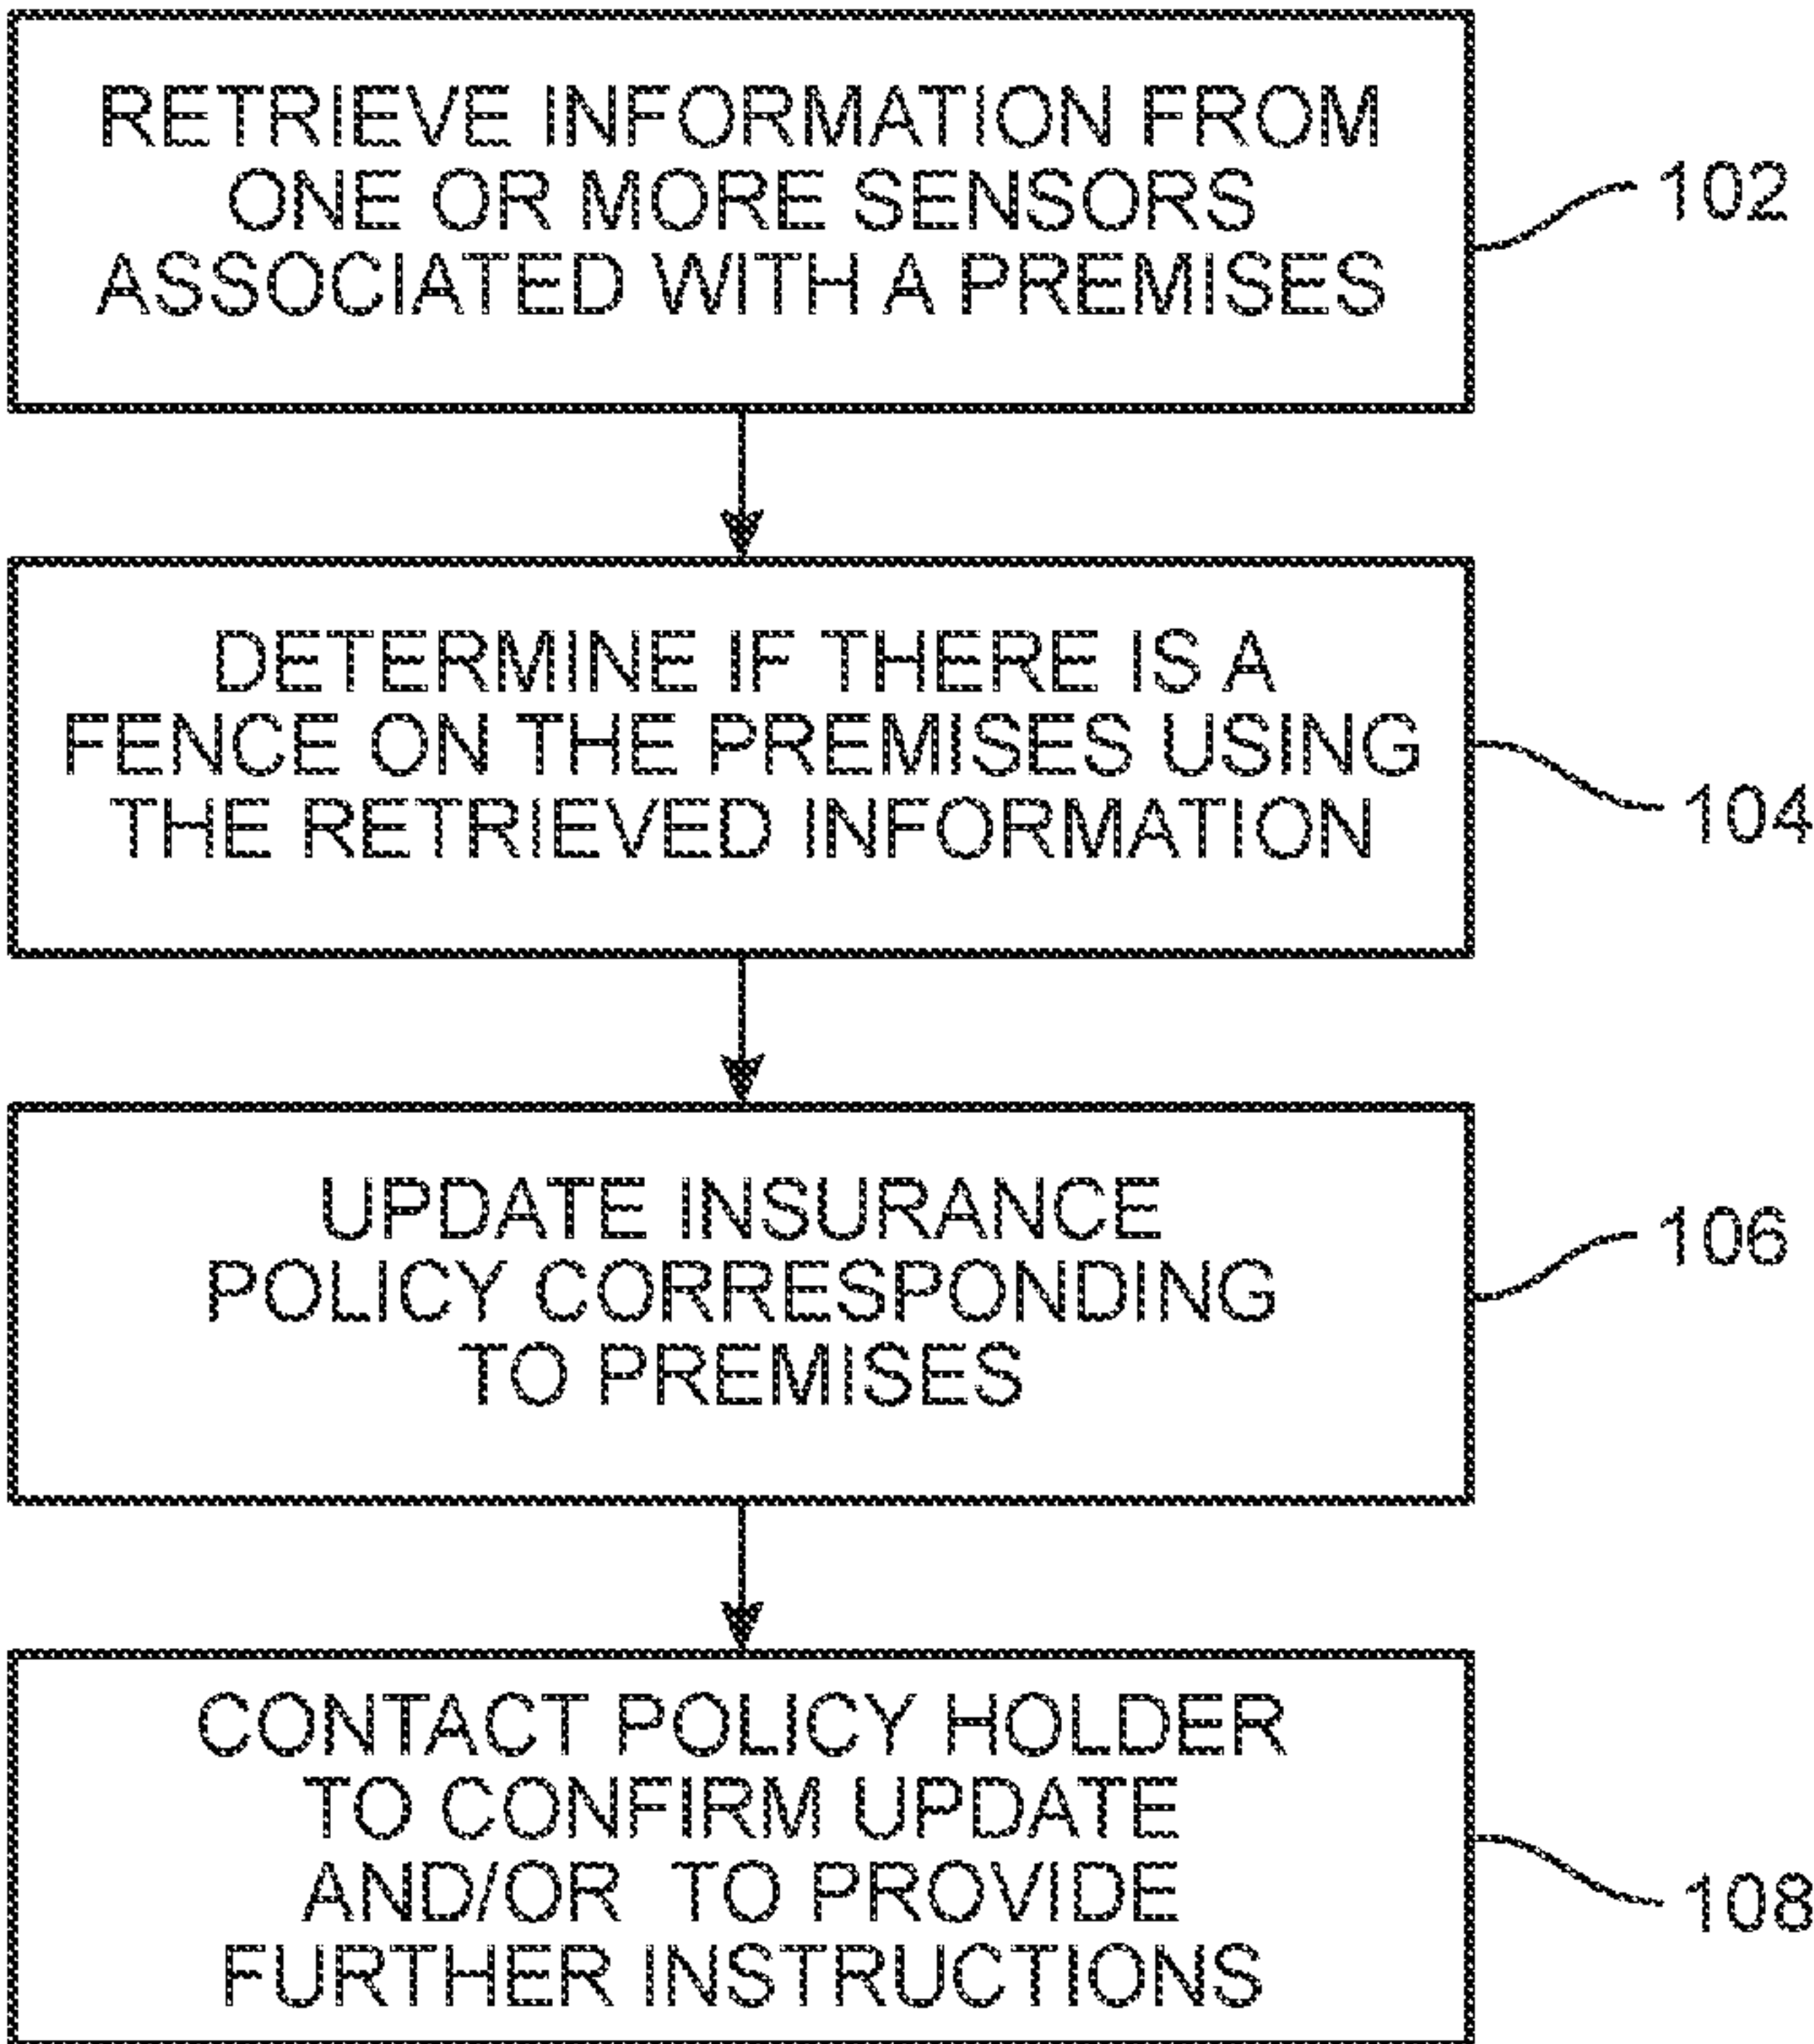 RETRIEVE INFORMATION FROM
ONE OR MORE SENSORS
ASSOCIATED WITH A PREMISES
102
DETERMINE IF THERE IS A
FENCE ON THE PREMISES USING
THE RETRIEVED INFORMATION
104
UPDATE INSURANCE
POLICY CORRESPONDING
TO PREMISES
106
CONTACT POLICY HOLDER
TO CONFIRM UPDATE
AND/OR TO PROVIDE
FURTHER INSTRUCTIONS
108